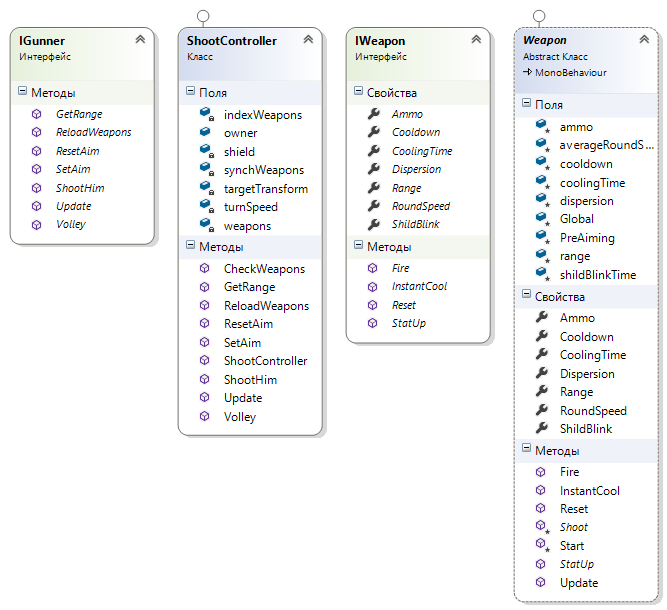 IGunner
Интерфейс
Методы
GetRange
ReloadWeapons
ResetAim
SetAim
ShootHim
Update
Volley
ShootController
Класс
Поля
indexWeapons
owner
shield
synchWeapons
targetTransform
turnSpeed
weapons
Методы
CheckWeapons
GetRange
ReloadWeapons
ResetAim
SetAim
ShootController
ShootHim
Update
Volley
IWeapon
Интерфейс
Свойства
Ammo
Cooldown
CoolingTime
Dispersion
Range
RoundSpeed
ShildBlink
Методы
Fire
InstantCool
Reset
StatUp
Weapon
Abstract Класс
MonoBehaviour
Поля
ammo
averageRoundS...
cooldown
coolingTime
dispersion
Global
PreAiming
range
shildBlinkTime
Свойства
Ammo
Cooldown
CoolingTime
Dispersion
Range
RoundSpeed
ShildBlink
Методы
Fire
InstantCool
Reset
Shoot
Start
StatUp
Update